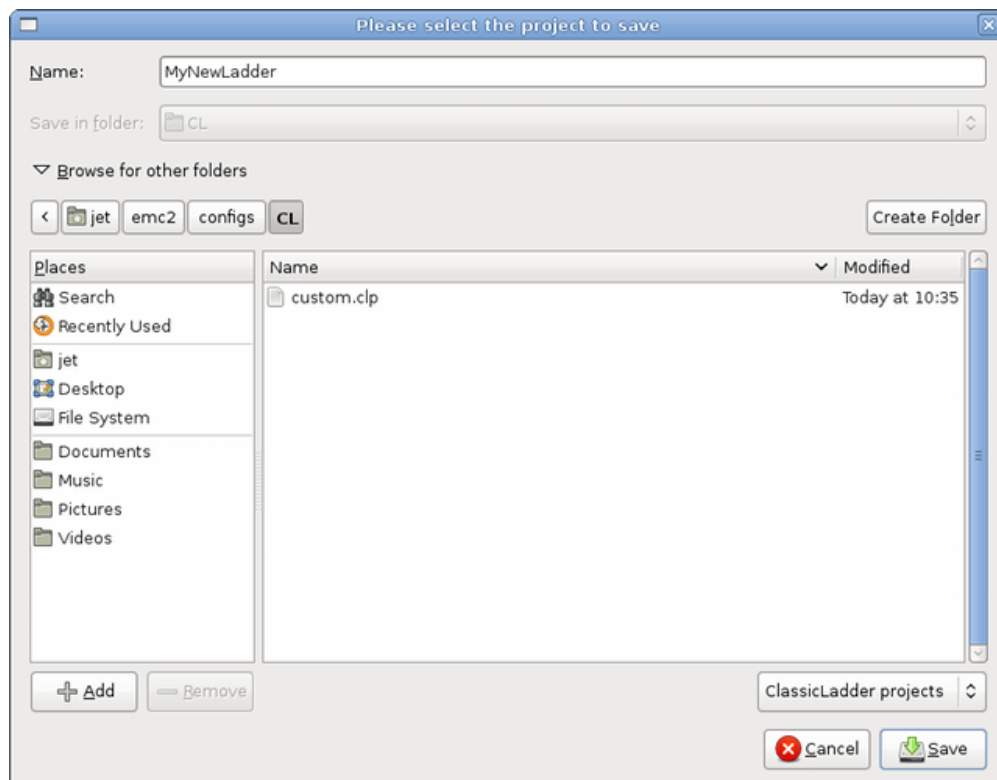 Please select the project to save
Name: MyNewLadder
Save in folder: CL
Browse for other folders
< jet emc2 configs CL Create Folder
Places Name Modified
Search custom.clp Today at 10:35
Recently Used
jet
Desktop
File System
Documents
Music
Pictures
Videos
Add Remove ClassicLadder projects
Cancel Save